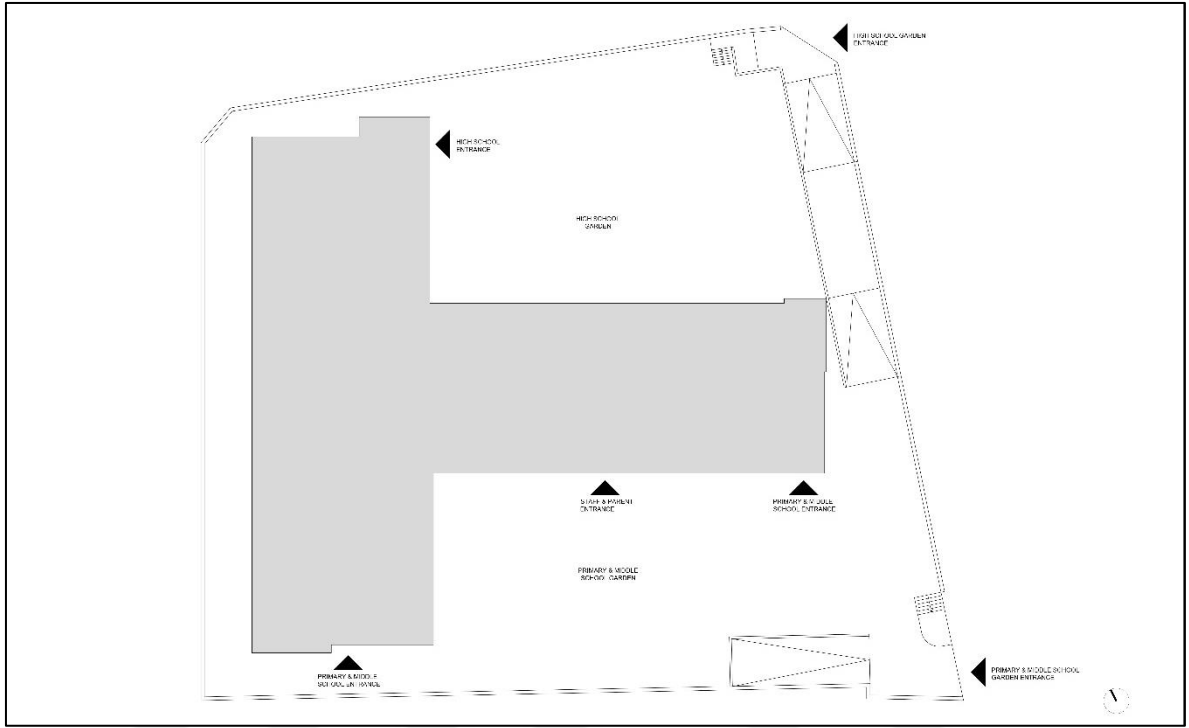 HIGH SCHOOL GARDEN
ENTRANCE
HIGH SCHOOL
ENTRANCE
HIGH SCHOOL
GARDEN
STAFF & PARENT
ENTRANCE
PRIMARY & MIDDLE
SCHOOL ENTRANCE
PRIMARY & MIDDLE
SCHOOL GARDEN
PRIMARY & MIDDLE
SCHOOL ENTRANCE
PRIMARY & MIDDLE SCHOOL
GARDEN ENTRANCE